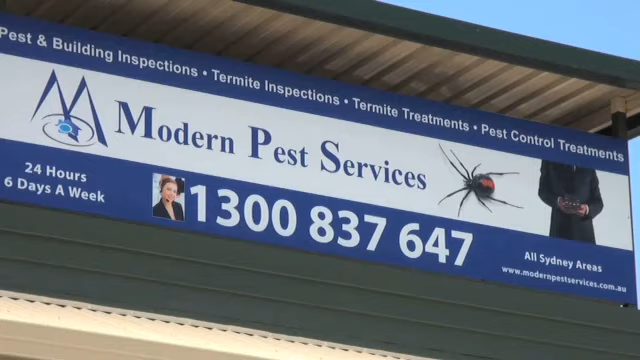 Pest & Building Inspections • Termite Inspections • Termite Treatments • Pest Control Treatments
Modern Pest Services
24 Hours
6 Days A Week
1300 837 647
All Sydney Areas
www.modernpestservices.com.au